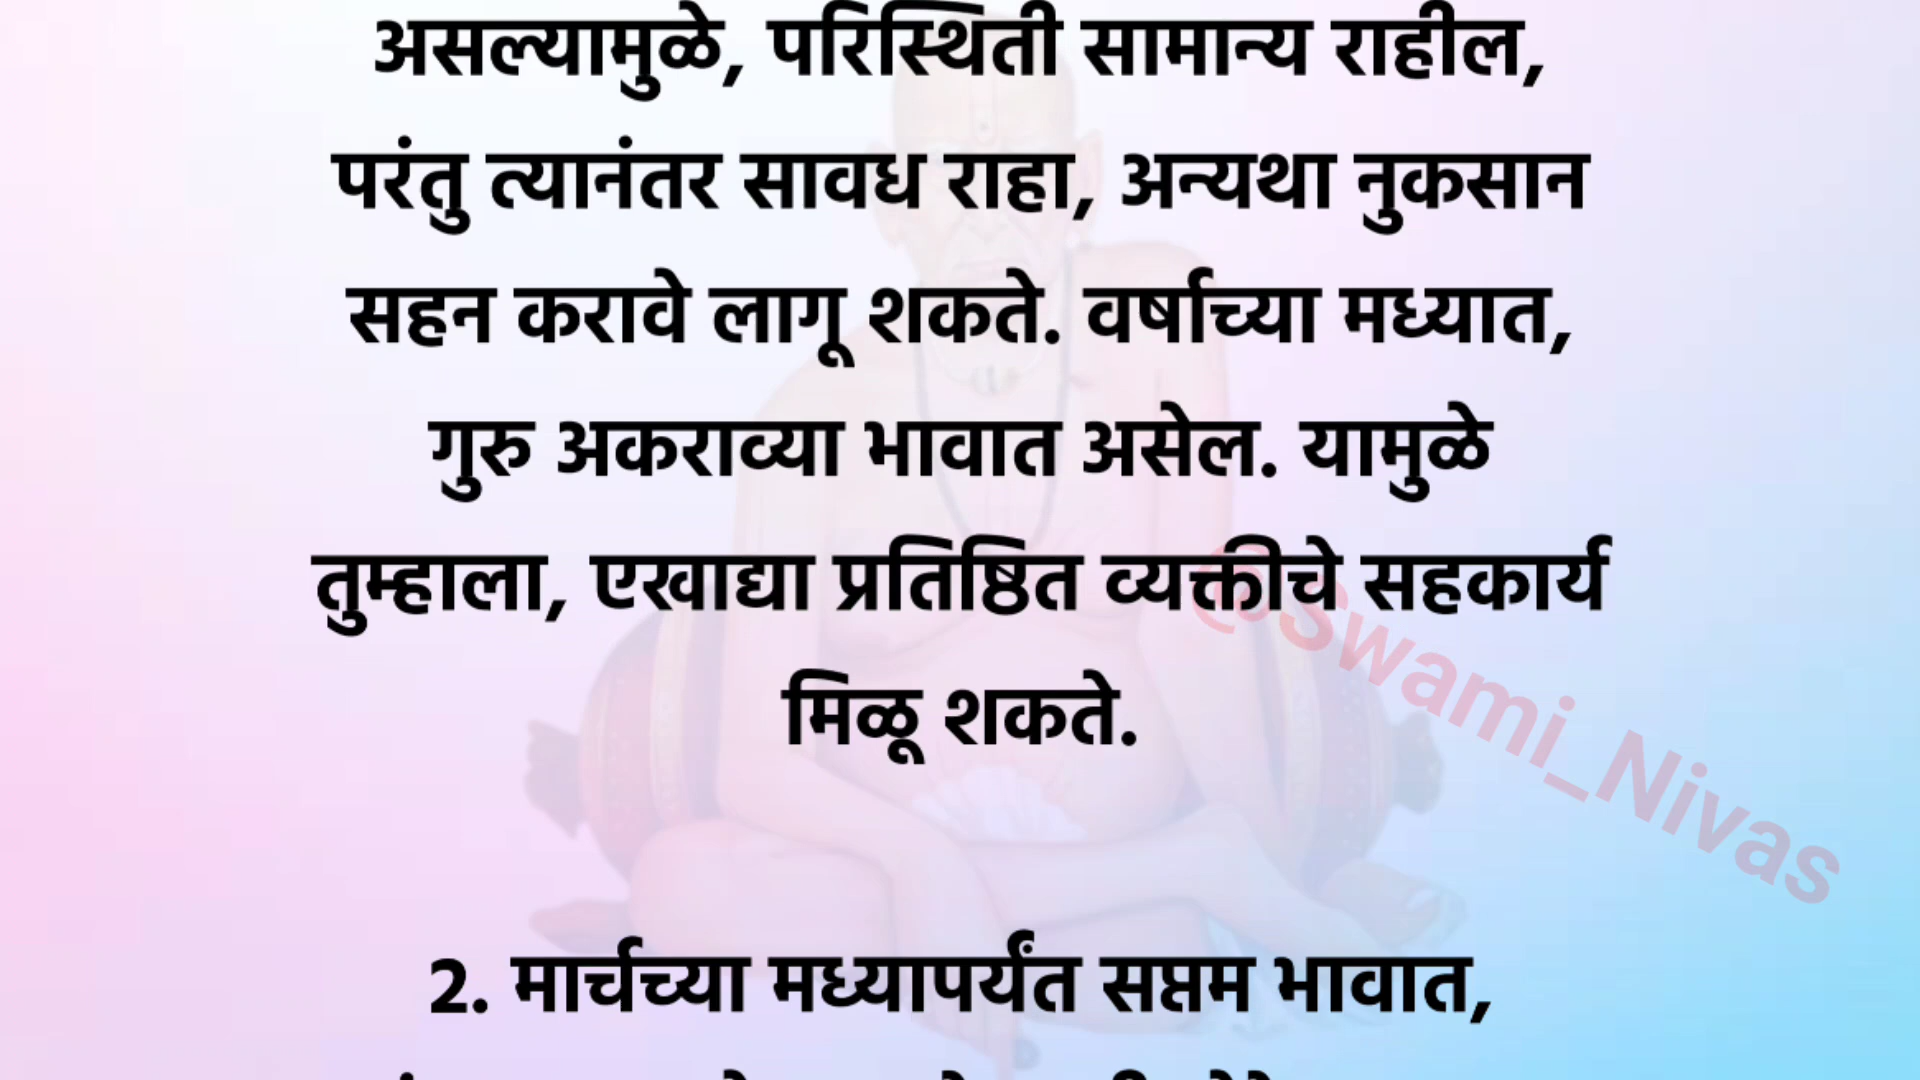 असल्यामुळे, परिस्थिती सामान्य राहील,
परंतु त्यानंतर सावध राहा, अन्यथा नुकसान
सहन करावे लागू शकते. वर्षाच्या मध्यात,
गुरु अकराव्या भावात असेल. यामुळे
तुम्हाला, एखाद्या प्रतिष्ठित व्यक्तीचे सहकार्य
मिळू शकते.
@Swami_Nivas
2. मार्चच्या मध्यापर्यंत सप्तम भावात,